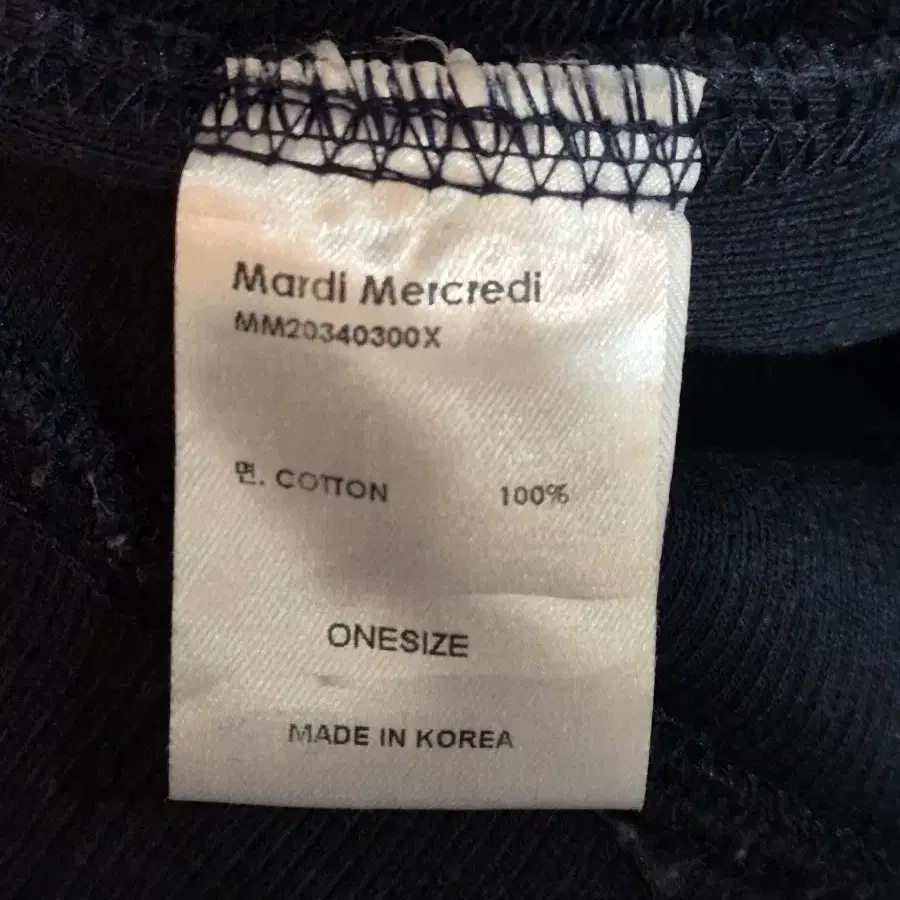 Mardi Mercredi
MM20340300X
면. COTTON 100%
ONESIZE
MADE IN KOREA